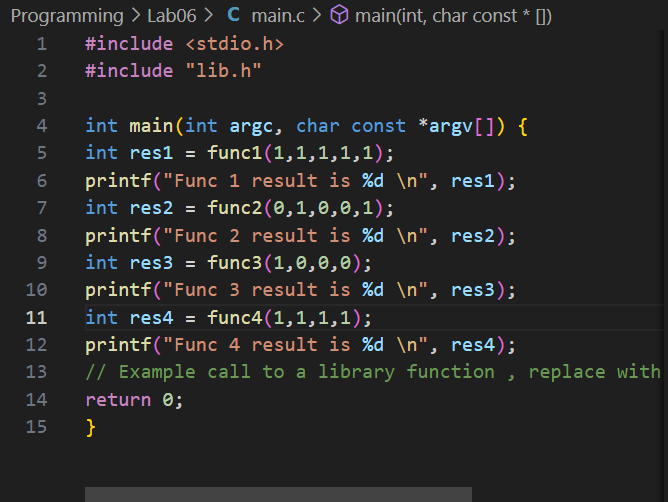 Programming > Lab06 > C main.c > main(int, char const * [])
1 #include <stdio.h>
2 #include "lib.h"
3
4 int main(int argc, char const *argv[]) {
5 int res1 = func1(1,1,1,1,1);
6 printf("Func 1 result is %d \n", res1);
7 int res2 = func2(0,1,0,0,1);
8 printf("Func 2 result is %d \n", res2);
9 int res3 = func3(1,0,0,0);
10 printf("Func 3 result is %d \n", res3);
11 int res4 = func4(1,1,1,1);
12 printf("Func 4 result is %d \n", res4);
13 // Example call to a library function , replace with
14 return 0;
15 }